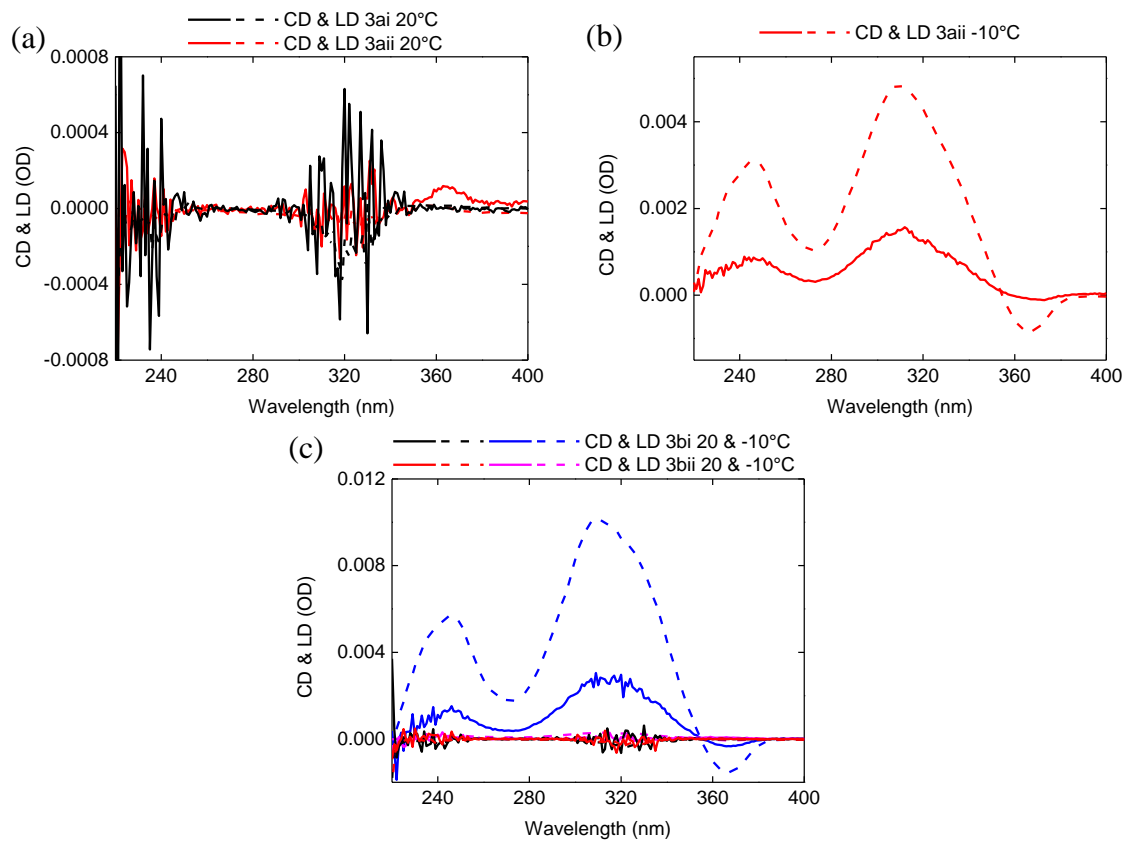 (a)
CD & LD 3ai 20°C
CD & LD 3aii 20°C
0.0008
0.0004
0.0000
-0.0004
-0.0008
CD & LD (OD)
240 280 320 360 400
Wavelength (nm)
(b)
CD & LD 3aii -10°C
0.004
0.002
0.000
CD & LD (OD)
240 280 320 360 400
Wavelength (nm)
(c)
CD & LD 3bi 20 & -10°C
CD & LD 3bii 20 & -10°C
0.012
0.008
0.004
0.000
CD & LD (OD)
240 280 320 360 400
Wavelength (nm)